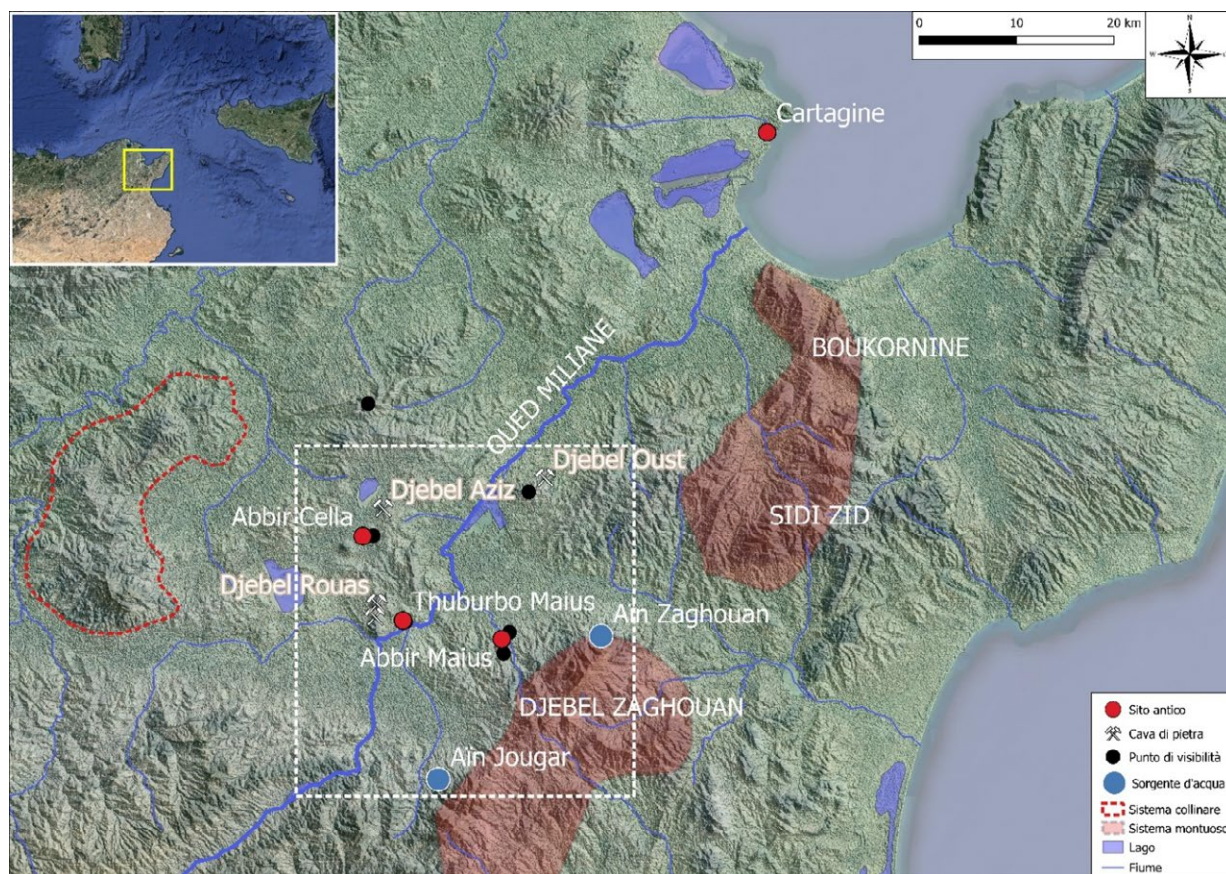 0 10 20 km
N
W E
S
Cartagine
BOUKORNINE
OUED MILIANE
Djebel Oust
Djebel Aziz
Abbir Cella
SIDI ZID
Djebel Rouas
Thuburbo Maius
Aïn Zaghouan
Abbir Maius
DJEBEL ZAGHOUAN
Aïn Jougar
Sito antico
Cava di pietra
Punto di visibilità
Sorgente d'acqua
Sistema collinare
Sistema montuoso
Lago
Fiume